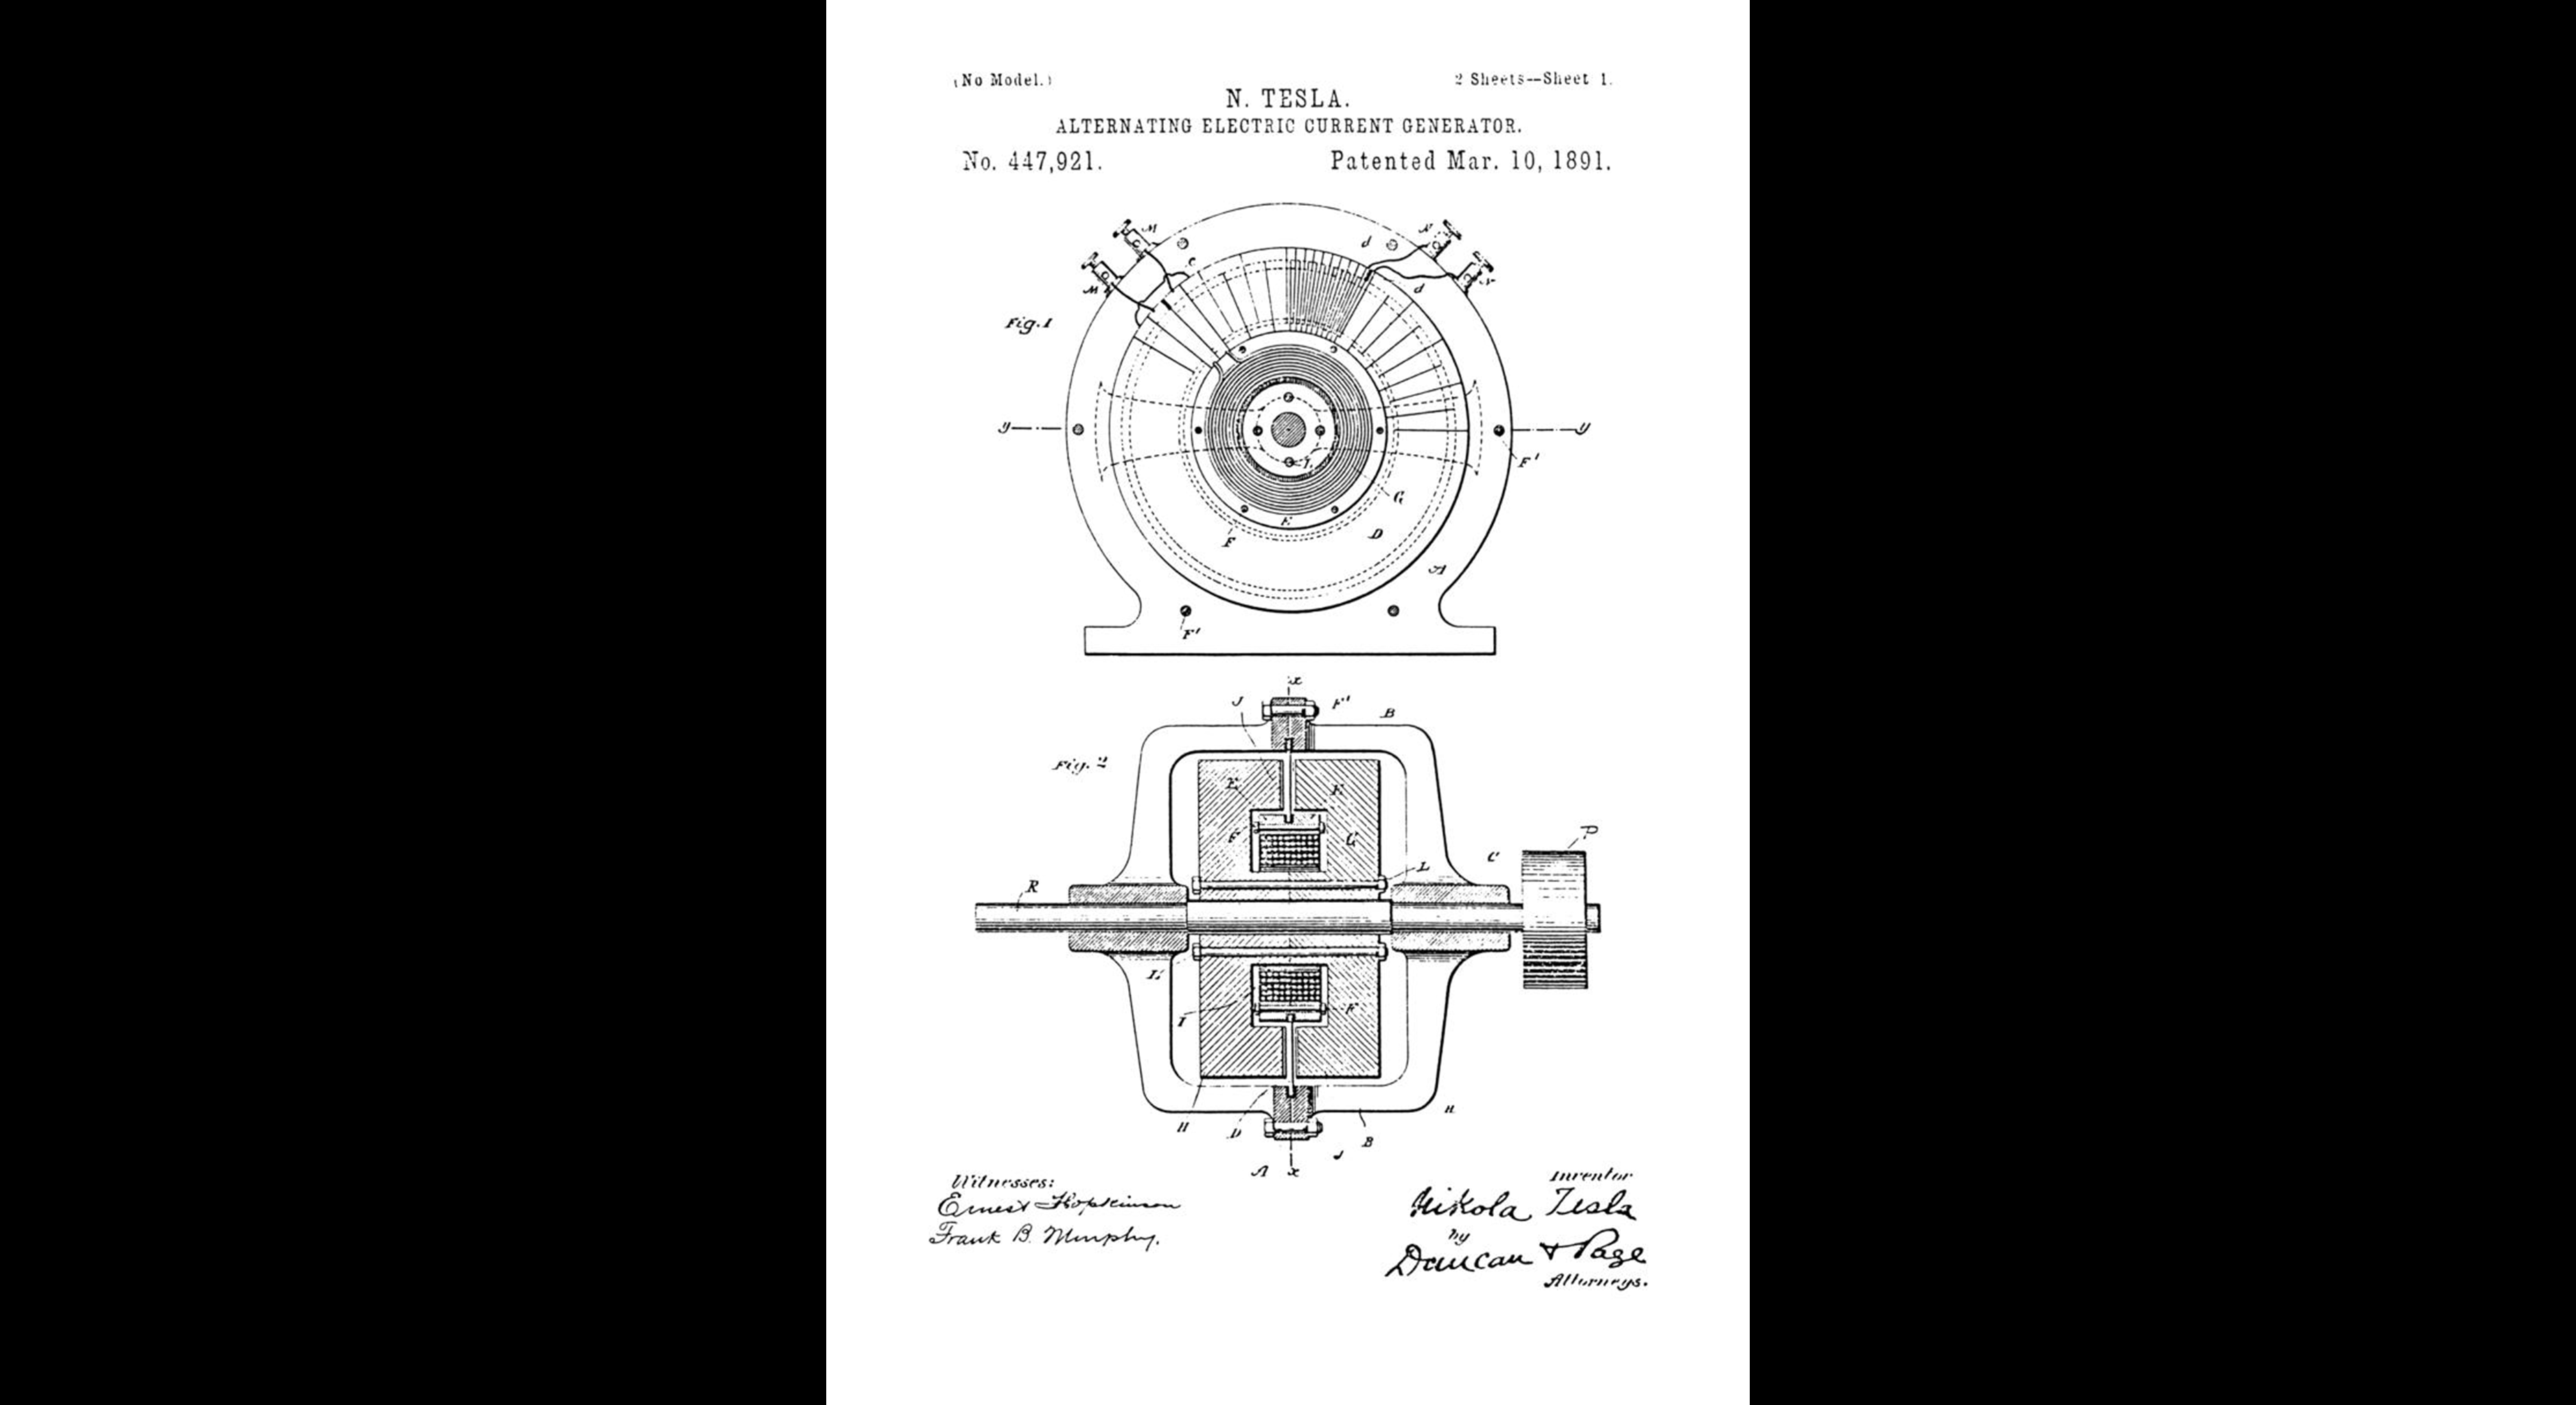 (No Model.)
2 Sheets--Sheet 1.
N. TESLA.
ALTERNATING ELECTRIC CURRENT GENERATOR.
No. 447,921.
Patented Mar. 10, 1891.
M
d
N
M
c
d
N
Fig. 1
y
y
L
F'
G
E
F
D
A
F'
x
J
F'
B
Fig. 2
E
E
F
G
C
P
L
R
L'
I
F
H
H
D
B
J
A
x
Witnesses:
Ernest Hopkinson
Frank B. Murphy.
Inventor
Nikola Tesla
by
Duncan & Page
Attorneys.